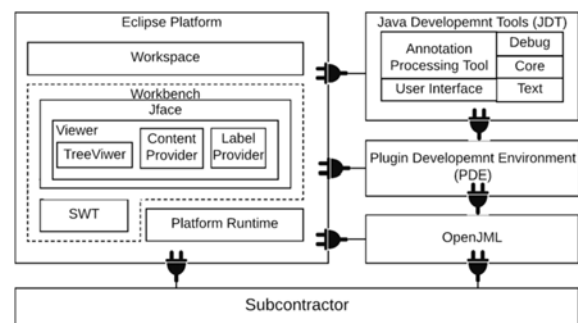 Eclipse Platform
Workspace
Workbench
Jface
Viewer
TreeViwer
Content
Provider
Label
Provider
SWT
Platform Runtime
Java Developemnt Tools (JDT)
Annotation
Processing Tool
Debug
Core
User Interface
Text
Plugin Developemnt Environment
(PDE)
OpenJML
Subcontractor